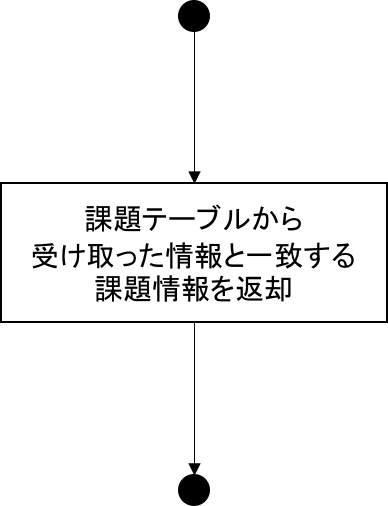 課題テーブルから
受け取った情報と一致する
課題情報を返却